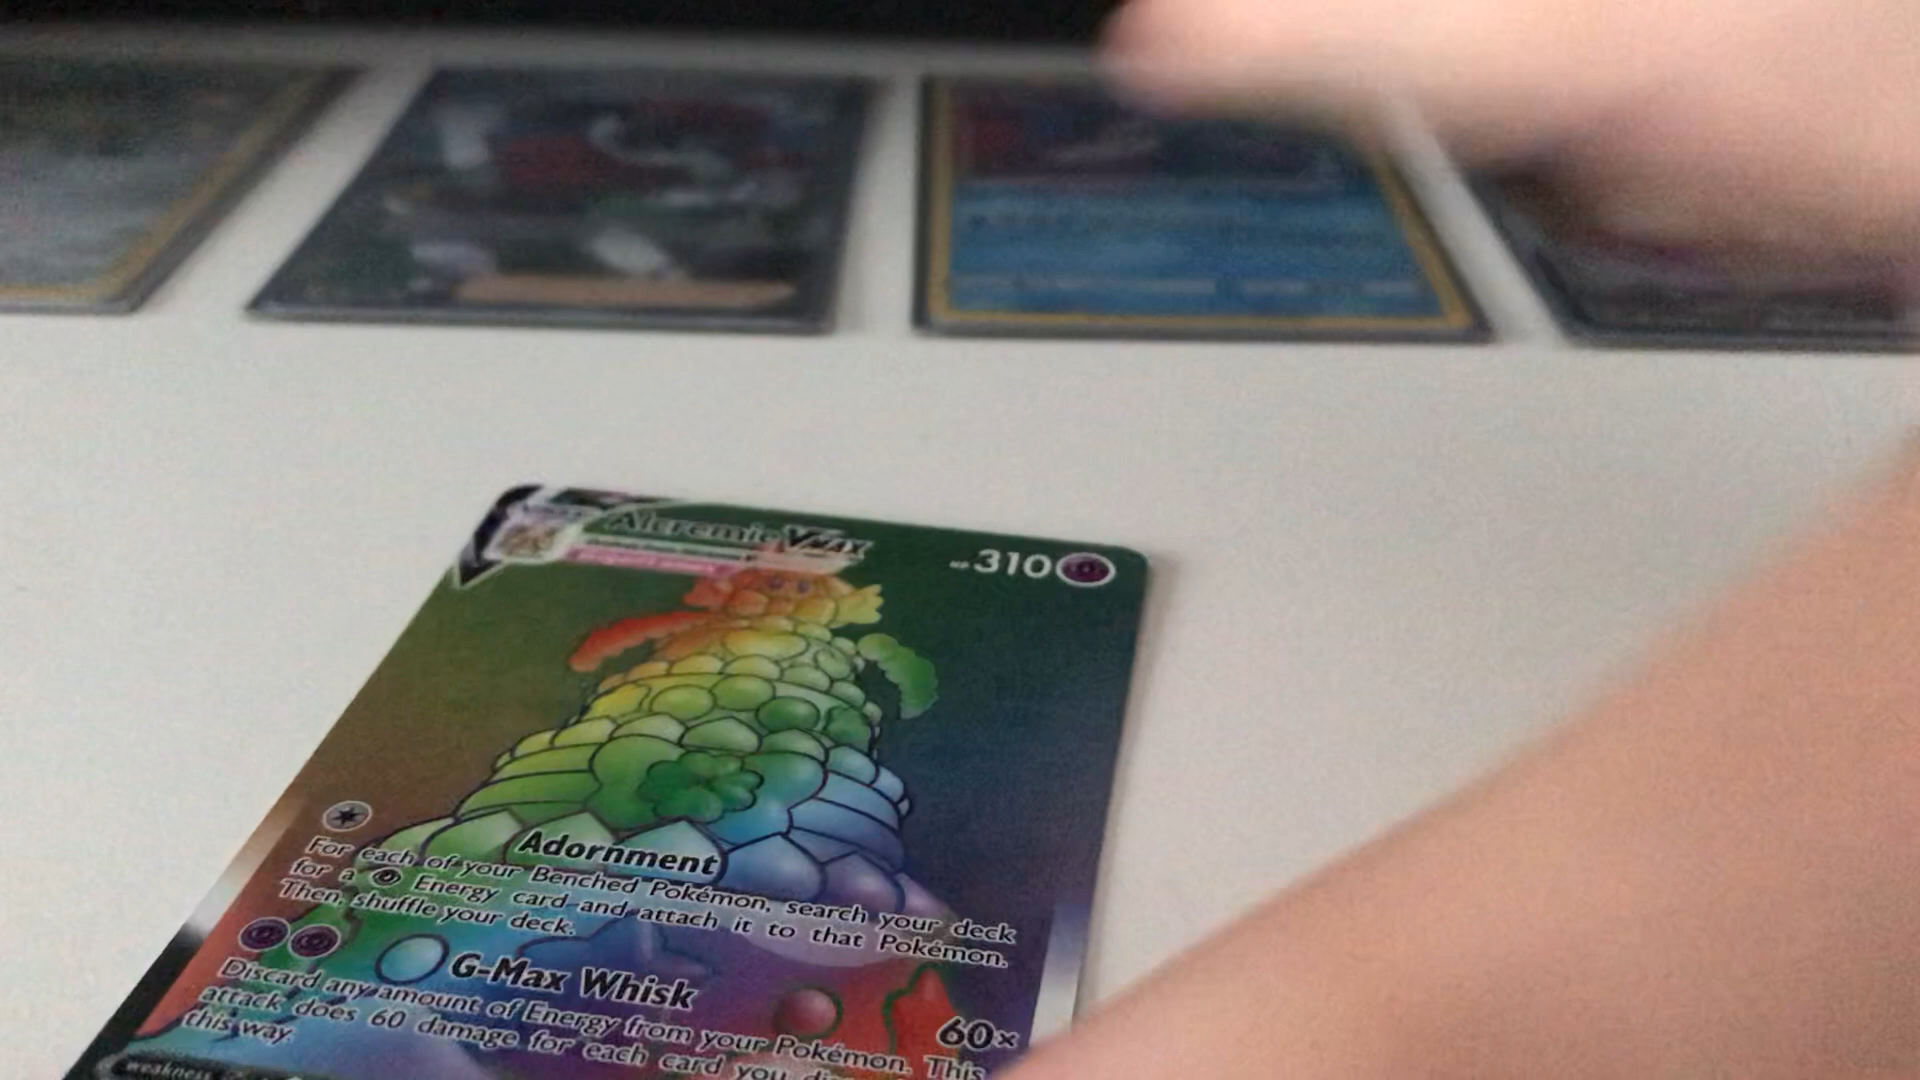 Alcremie VMAX
HP 310
Adornment
For each of your Benched Pokémon, search your deck
for a Energy card and attach it to that Pokémon.
Then, shuffle your deck.
G-Max Whisk
60×
Discard any amount of Energy from your Pokémon. This
attack does 60 damage for each card you
this way.
weakness